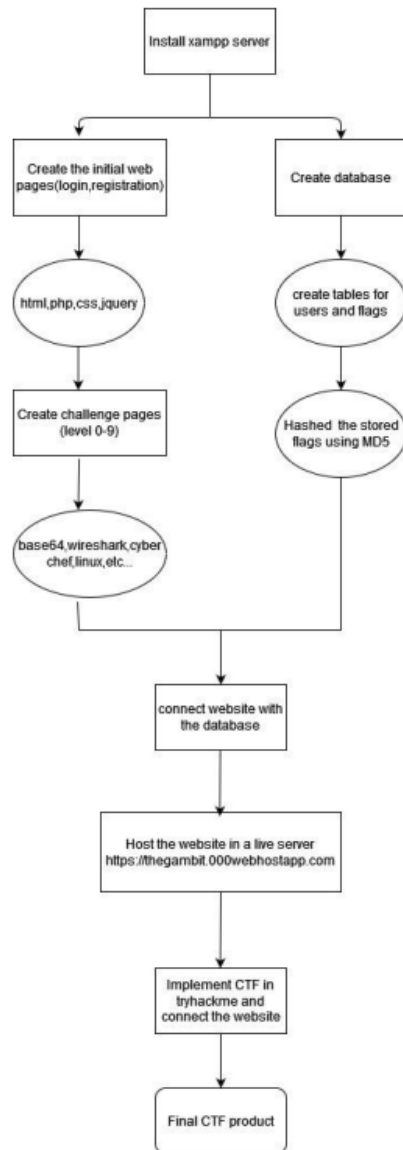 Install xampp server
Create the initial web
pages(login,registration)
Create database
html,php,css,jquery
create tables for
users and flags
Create challenge pages
(level 0-9)
Hashed the stored
flags using MD5
base64,wireshark,cyber
chef,linux,etc...
connect website with
the database
Host the website in a live server
https://thegambit.000webhostapp.com
Implement CTF in
tryhackme and
connect the website
Final CTF product